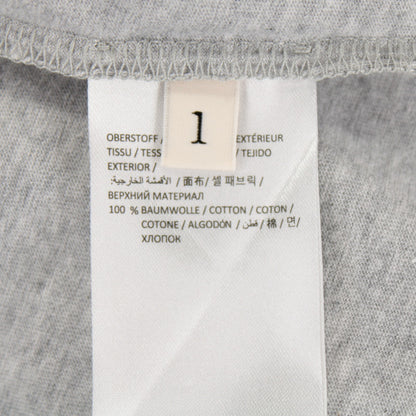 1
OBERSTOFF / EXTÉRIEUR
TISSU / TESS / TEJIDO
EXTERIOR / الأقمشة الخارجية: / 面布 / 셀 패브릭 /
ВЕРХНИЙ МАТЕРИАЛ
100 % BAUMWOLLE / COTTON / COTON /
COTONE / ALGODÓN / قطن / 棉 / 면 /
ХЛОПОК